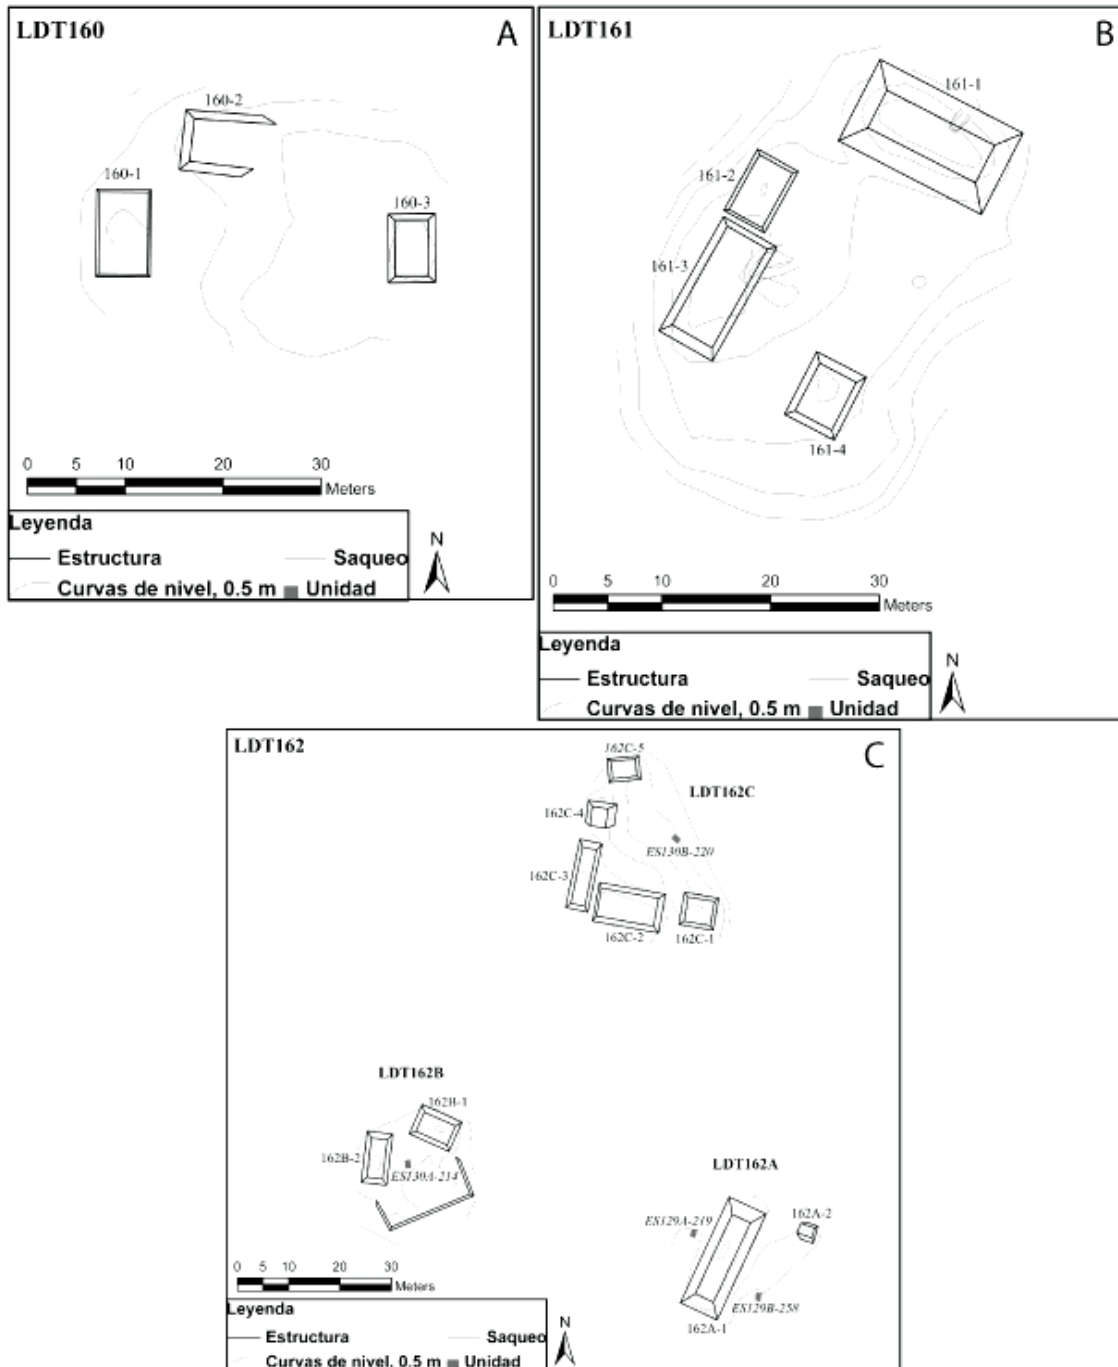 LDT160 A
160-2
160-1
160-3
0 5 10 20 30
Meters
Leyenda
Estructura Saqueo
Curvas de nivel, 0.5 m Unidad
N
LDT161 B
161-1
161-2
161-3
161-4
0 5 10 20 30
Meters
Leyenda
Estructura Saqueo
Curvas de nivel, 0.5 m Unidad
N
LDT162 C
162C-5
LDT162C
162C-4
ES130B-220
162C-3
162C-2 162C-1
LDT162B
162B-1
162B-2
ES130A-214
LDT162A
ES129A-219 162A-2
ES129B-258
162A-1
0 5 10 20 30
Meters
Leyenda
Estructura Saqueo
Curvas de nivel, 0.5 m Unidad
N